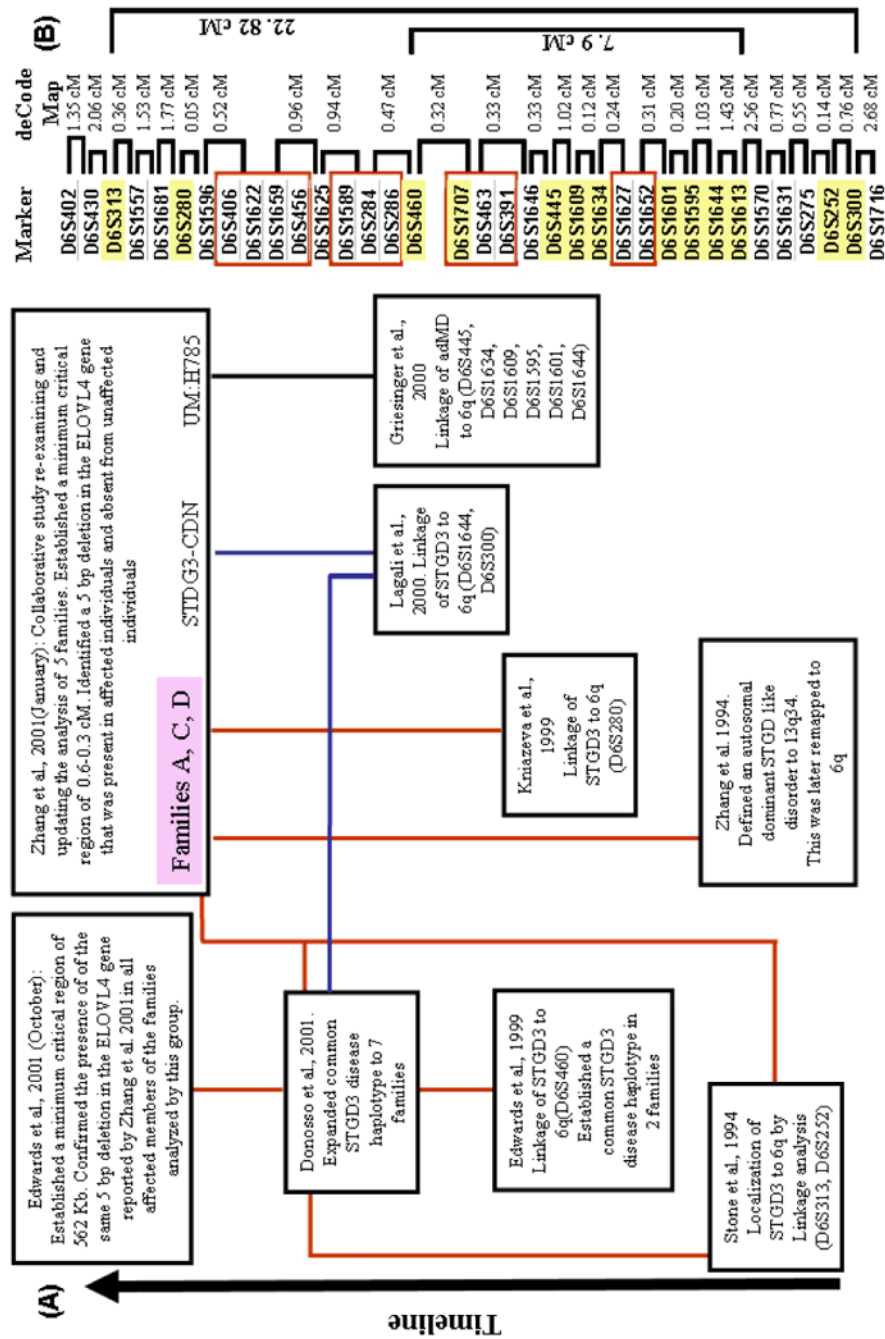 (A)
Timeline
Edwards et al., 2001 (October):
Established a minimum critical region of
562 Kb. Confirmed the presence of of the
same 5 bp deletion in the ELOVL4 gene
reported by Zhang et al. 2001 in all
affected members of the families
analyzed by this group.
Zhang et al., 2001(January): Collaborative study re-examining and
updating the analysis of 5 families. Established a minimum critical
region of 0.6-0.3 cM. Identified a 5 bp deletion in the ELOVL4 gene
that was present in affected individuals and absent from unaffected
individuals
Families A, C, D
STDG3-CDN
UM:H785
Donosso et al., 2001.
Expanded common
STGD3 disease
haplotype to 7
families
Lagali et al.,
2000. Linkage
of STGD3 to
6q (D6S1644,
D6S300)
Griesinger et al.,
2000
Linkage of adMD
to 6q (D6S445,
D6S1634,
D6S1609,
D6S1595,
D6S1601,
D6S1644)
Edwards et al., 1999
Linkage of STGD3 to
6q(D6S460)
Established a
common STGD3
disease haplotype in
2 families
Kniazeva et al.,
1999
Linkage of
STGD3 to 6q
(D6S280)
Stone et al., 1994
Localization of
STGD3 to 6q by
Linkage analysis
(D6S313, D6S252)
Zhang et al. 1994.
Defined an autosomal
dominant STGD like
disorder to 13q34.
This was later remapped to
6q
(B)
Marker
deCode
Map
D6S402
D6S430
D6S313
D6S1557
D6S1681
D6S280
D6S1596
D6S406
D6S1622
D6S1659
D6S456
D6S1625
D6S1589
D6S284
D6S286
D6S460
D6S1707
D6S463
D6S391
D6S1646
D6S445
D6S1609
D6S1634
D6S1627
D6S1652
D6S1601
D6S1595
D6S1644
D6S1613
D6S1570
D6S1631
D6S275
D6S252
D6S300
D6S1716
1.35 cM
2.06 cM
0.36 cM
1.53 cM
1.77 cM
0.05 cM
0.52 cM
0.96 cM
0.94 cM
0.47 cM
0.32 cM
0.33 cM
0.33 cM
1.02 cM
0.12 cM
0.24 cM
0.31 cM
0.20 cM
1.03 cM
1.43 cM
2.56 cM
0.77 cM
0.55 cM
0.14 cM
0.76 cM
2.68 cM
22.82 cM
7.9 cM